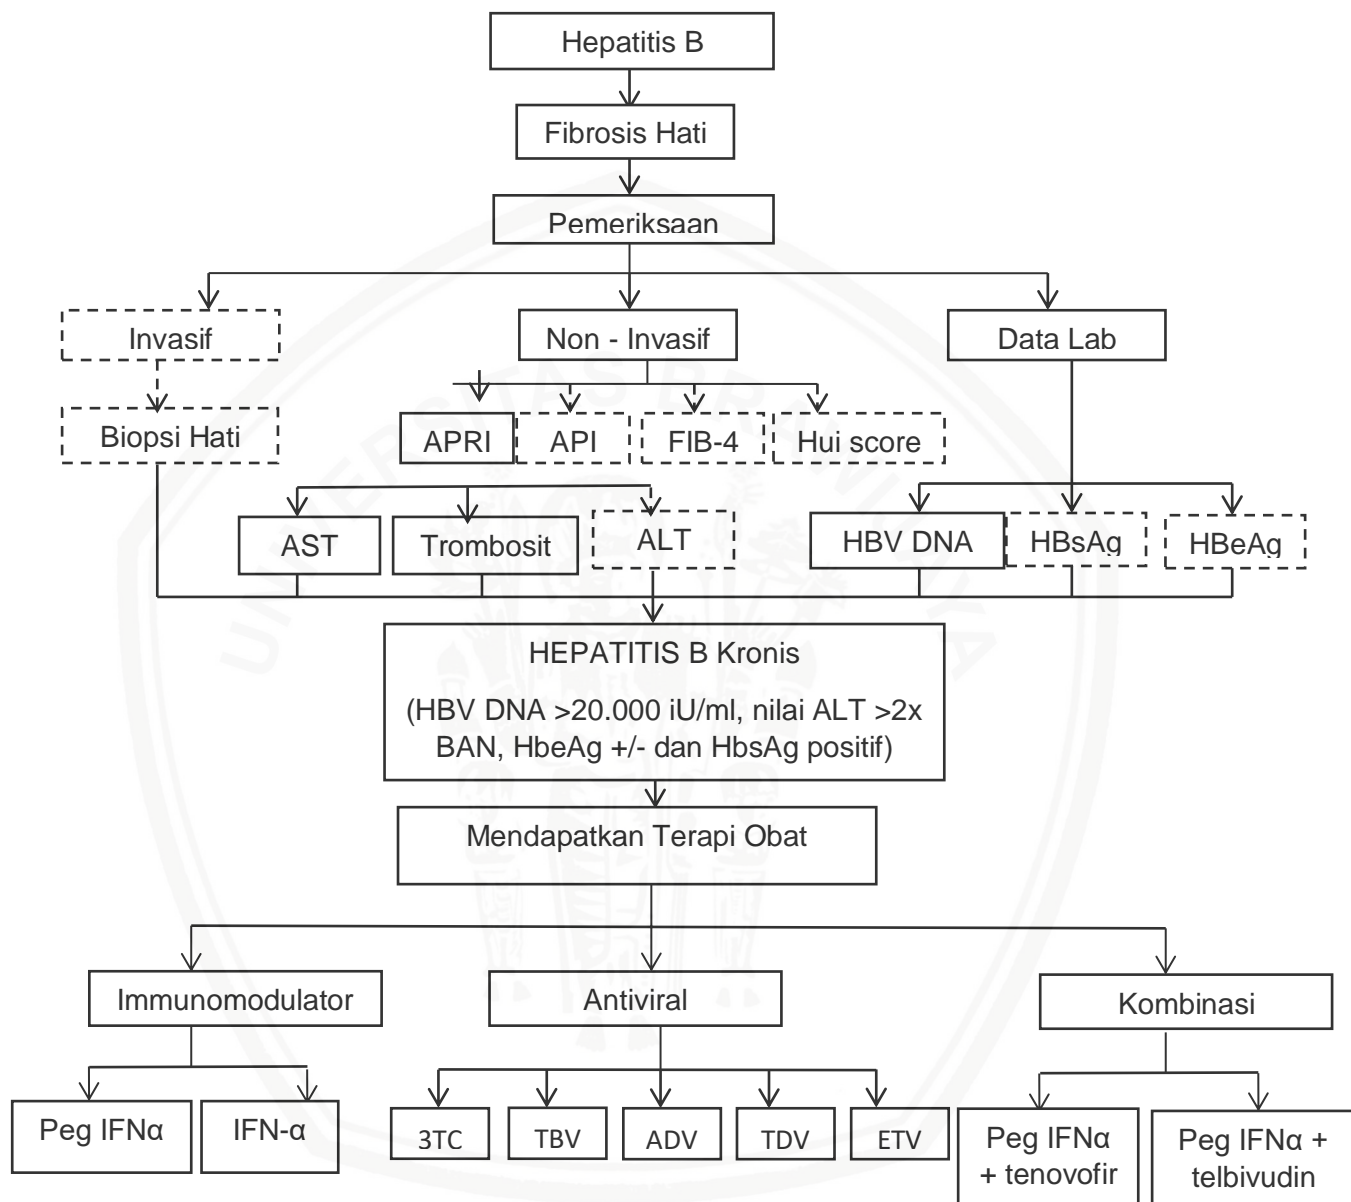 Hepatitis B
Fibrosis Hati
Pemeriksaan
Invasif
Non - Invasif
Data Lab
Biopsi Hati
APRI
API
FIB-4
Hui score
AST
Trombosit
ALT
HBV DNA
HBsAg
HBeAg
HEPATITIS B Kronis
(HBV DNA >20.000 iU/ml, nilai ALT >2x
BAN, HbeAg +/- dan HbsAg positif)
Mendapatkan Terapi Obat
Immunomodulator
Antiviral
Kombinasi
Peg IFNα
IFN-α
3TC
TBV
ADV
TDV
ETV
Peg IFNα
+ tenovofir
Peg IFNα +
telbivudin
UNIVERSITAS BRAWIJAYA